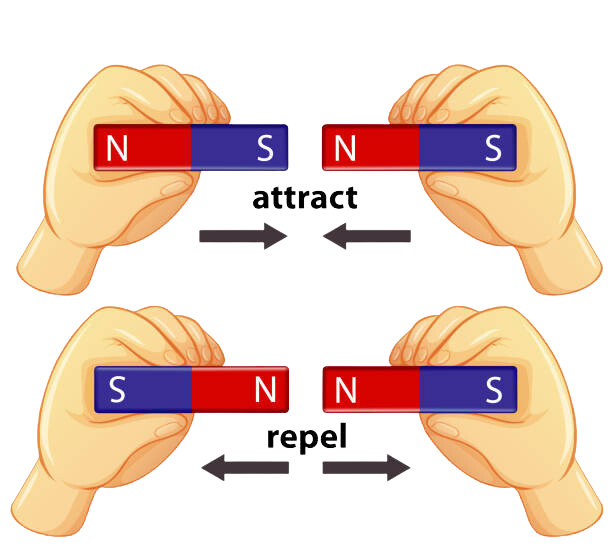 N S N S
attract
S N N S
repel